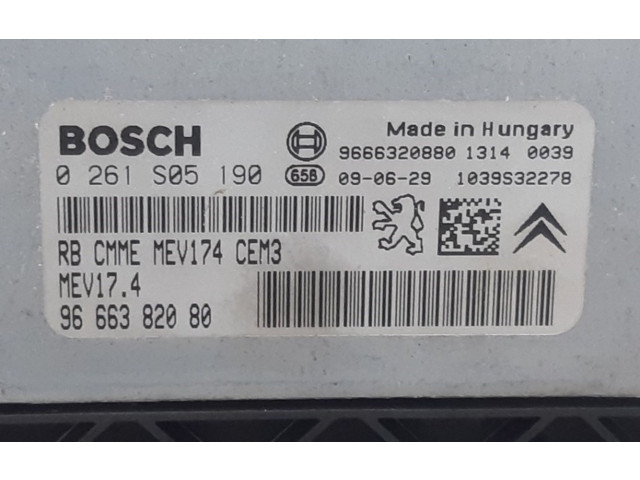 BOSCH
Made in Hungary
9666320880 1314 0039
0 261 S05 190
656 09-06-29 1039S32278
RB CMME MEV174 CEM3
MEV17.4
96 663 820 80